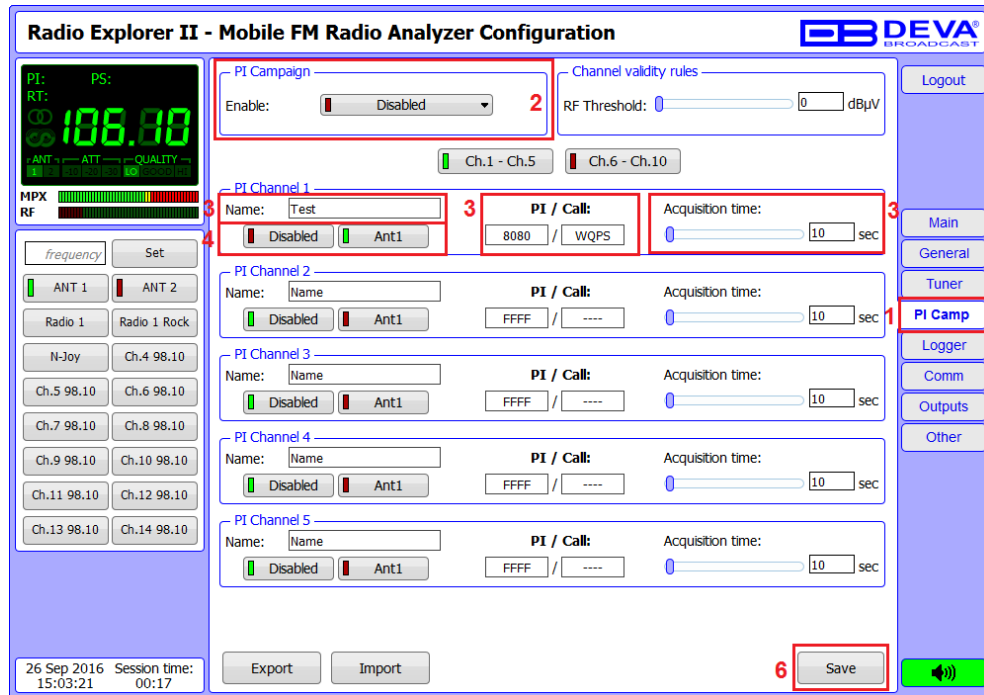 Radio Explorer II - Mobile FM Radio Analyzer Configuration
DEVA
BROADCAST
PI: PS:
RT:
106.10
ANT ATT QUALITY
1 2 -10 -20 -30 LO GOOD HI
MPX
RF
frequency Set
ANT 1 ANT 2
Radio 1 Radio 1 Rock
N-Joy Ch.4 98.10
Ch.5 98.10 Ch.6 98.10
Ch.7 98.10 Ch.8 98.10
Ch.9 98.10 Ch.10 98.10
Ch.11 98.10 Ch.12 98.10
Ch.13 98.10 Ch.14 98.10
26 Sep 2016 Session time:
15:03:21 00:17
PI Campaign
Enable: Disabled 2
Channel validity rules
RF Threshold: 0 dBµV
Ch.1 - Ch.5 Ch.6 - Ch.10
PI Channel 1
3 Name: Test 3 PI / Call: Acquisition time: 3
4 Disabled Ant1 8080 / WQPS 10 sec
PI Channel 2
Name: Name PI / Call: Acquisition time:
Disabled Ant1 FFFF / ---- 10 sec
PI Channel 3
Name: Name PI / Call: Acquisition time:
Disabled Ant1 FFFF / ---- 10 sec
PI Channel 4
Name: Name PI / Call: Acquisition time:
Disabled Ant1 FFFF / ---- 10 sec
PI Channel 5
Name: Name PI / Call: Acquisition time:
Disabled Ant1 FFFF / ---- 10 sec
Export Import 6 Save
Logout
Main
General
Tuner
1 PI Camp
Logger
Comm
Outputs
Other